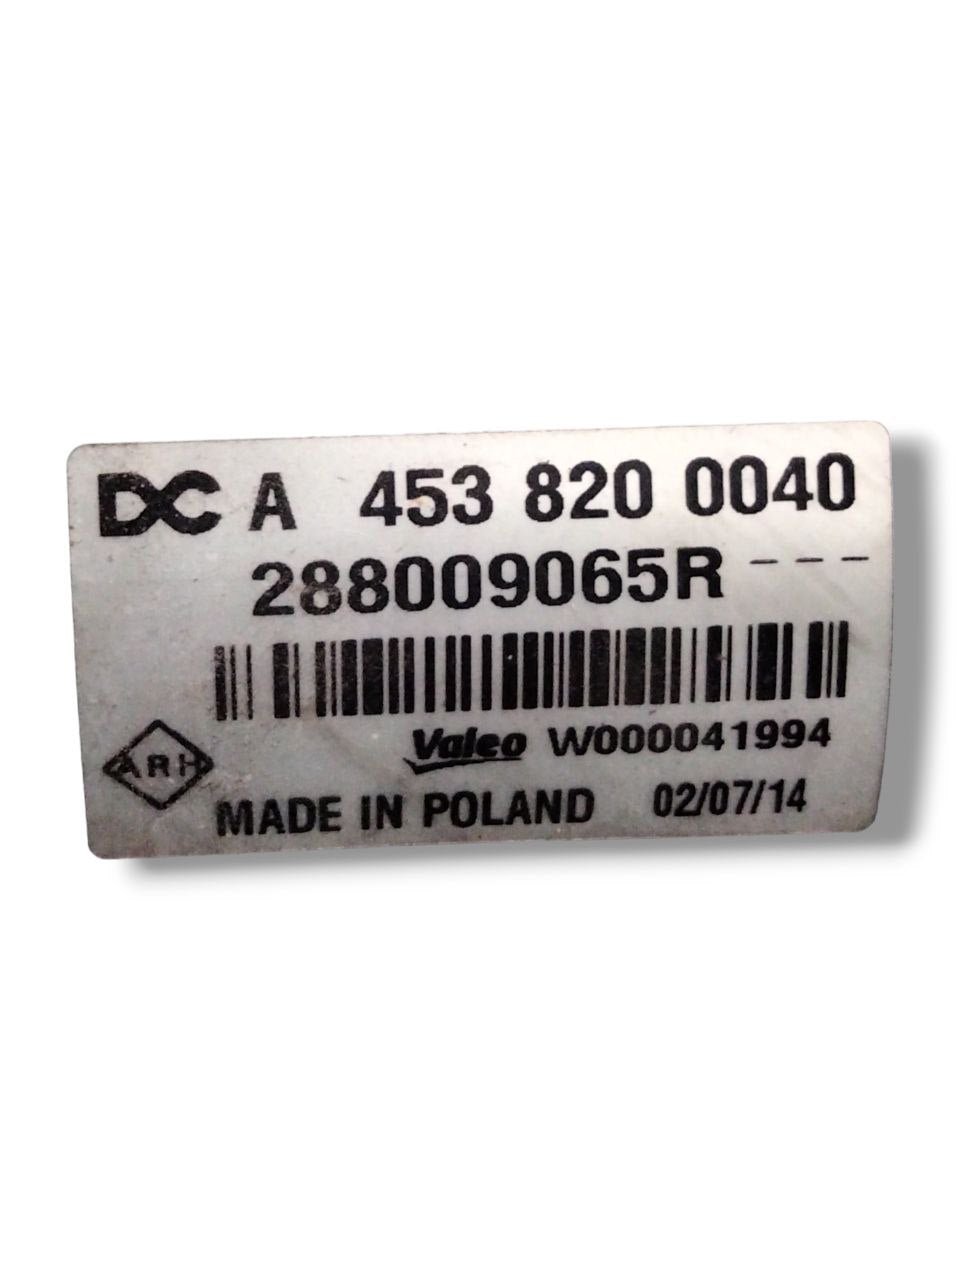 DC A 453 820 0040
288009065R ---
Valeo W000041994
ARH
MADE IN POLAND 02/07/14